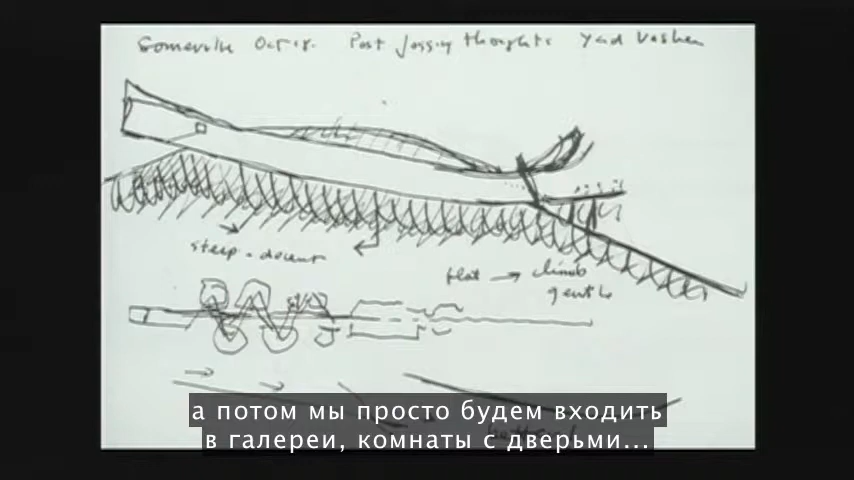 Somerville Oct 18. Post Jogging thoughts Yad Vashem
steep descent
flat → climb
gently
а потом мы просто будем входить
в галереи, комнаты с дверьми...